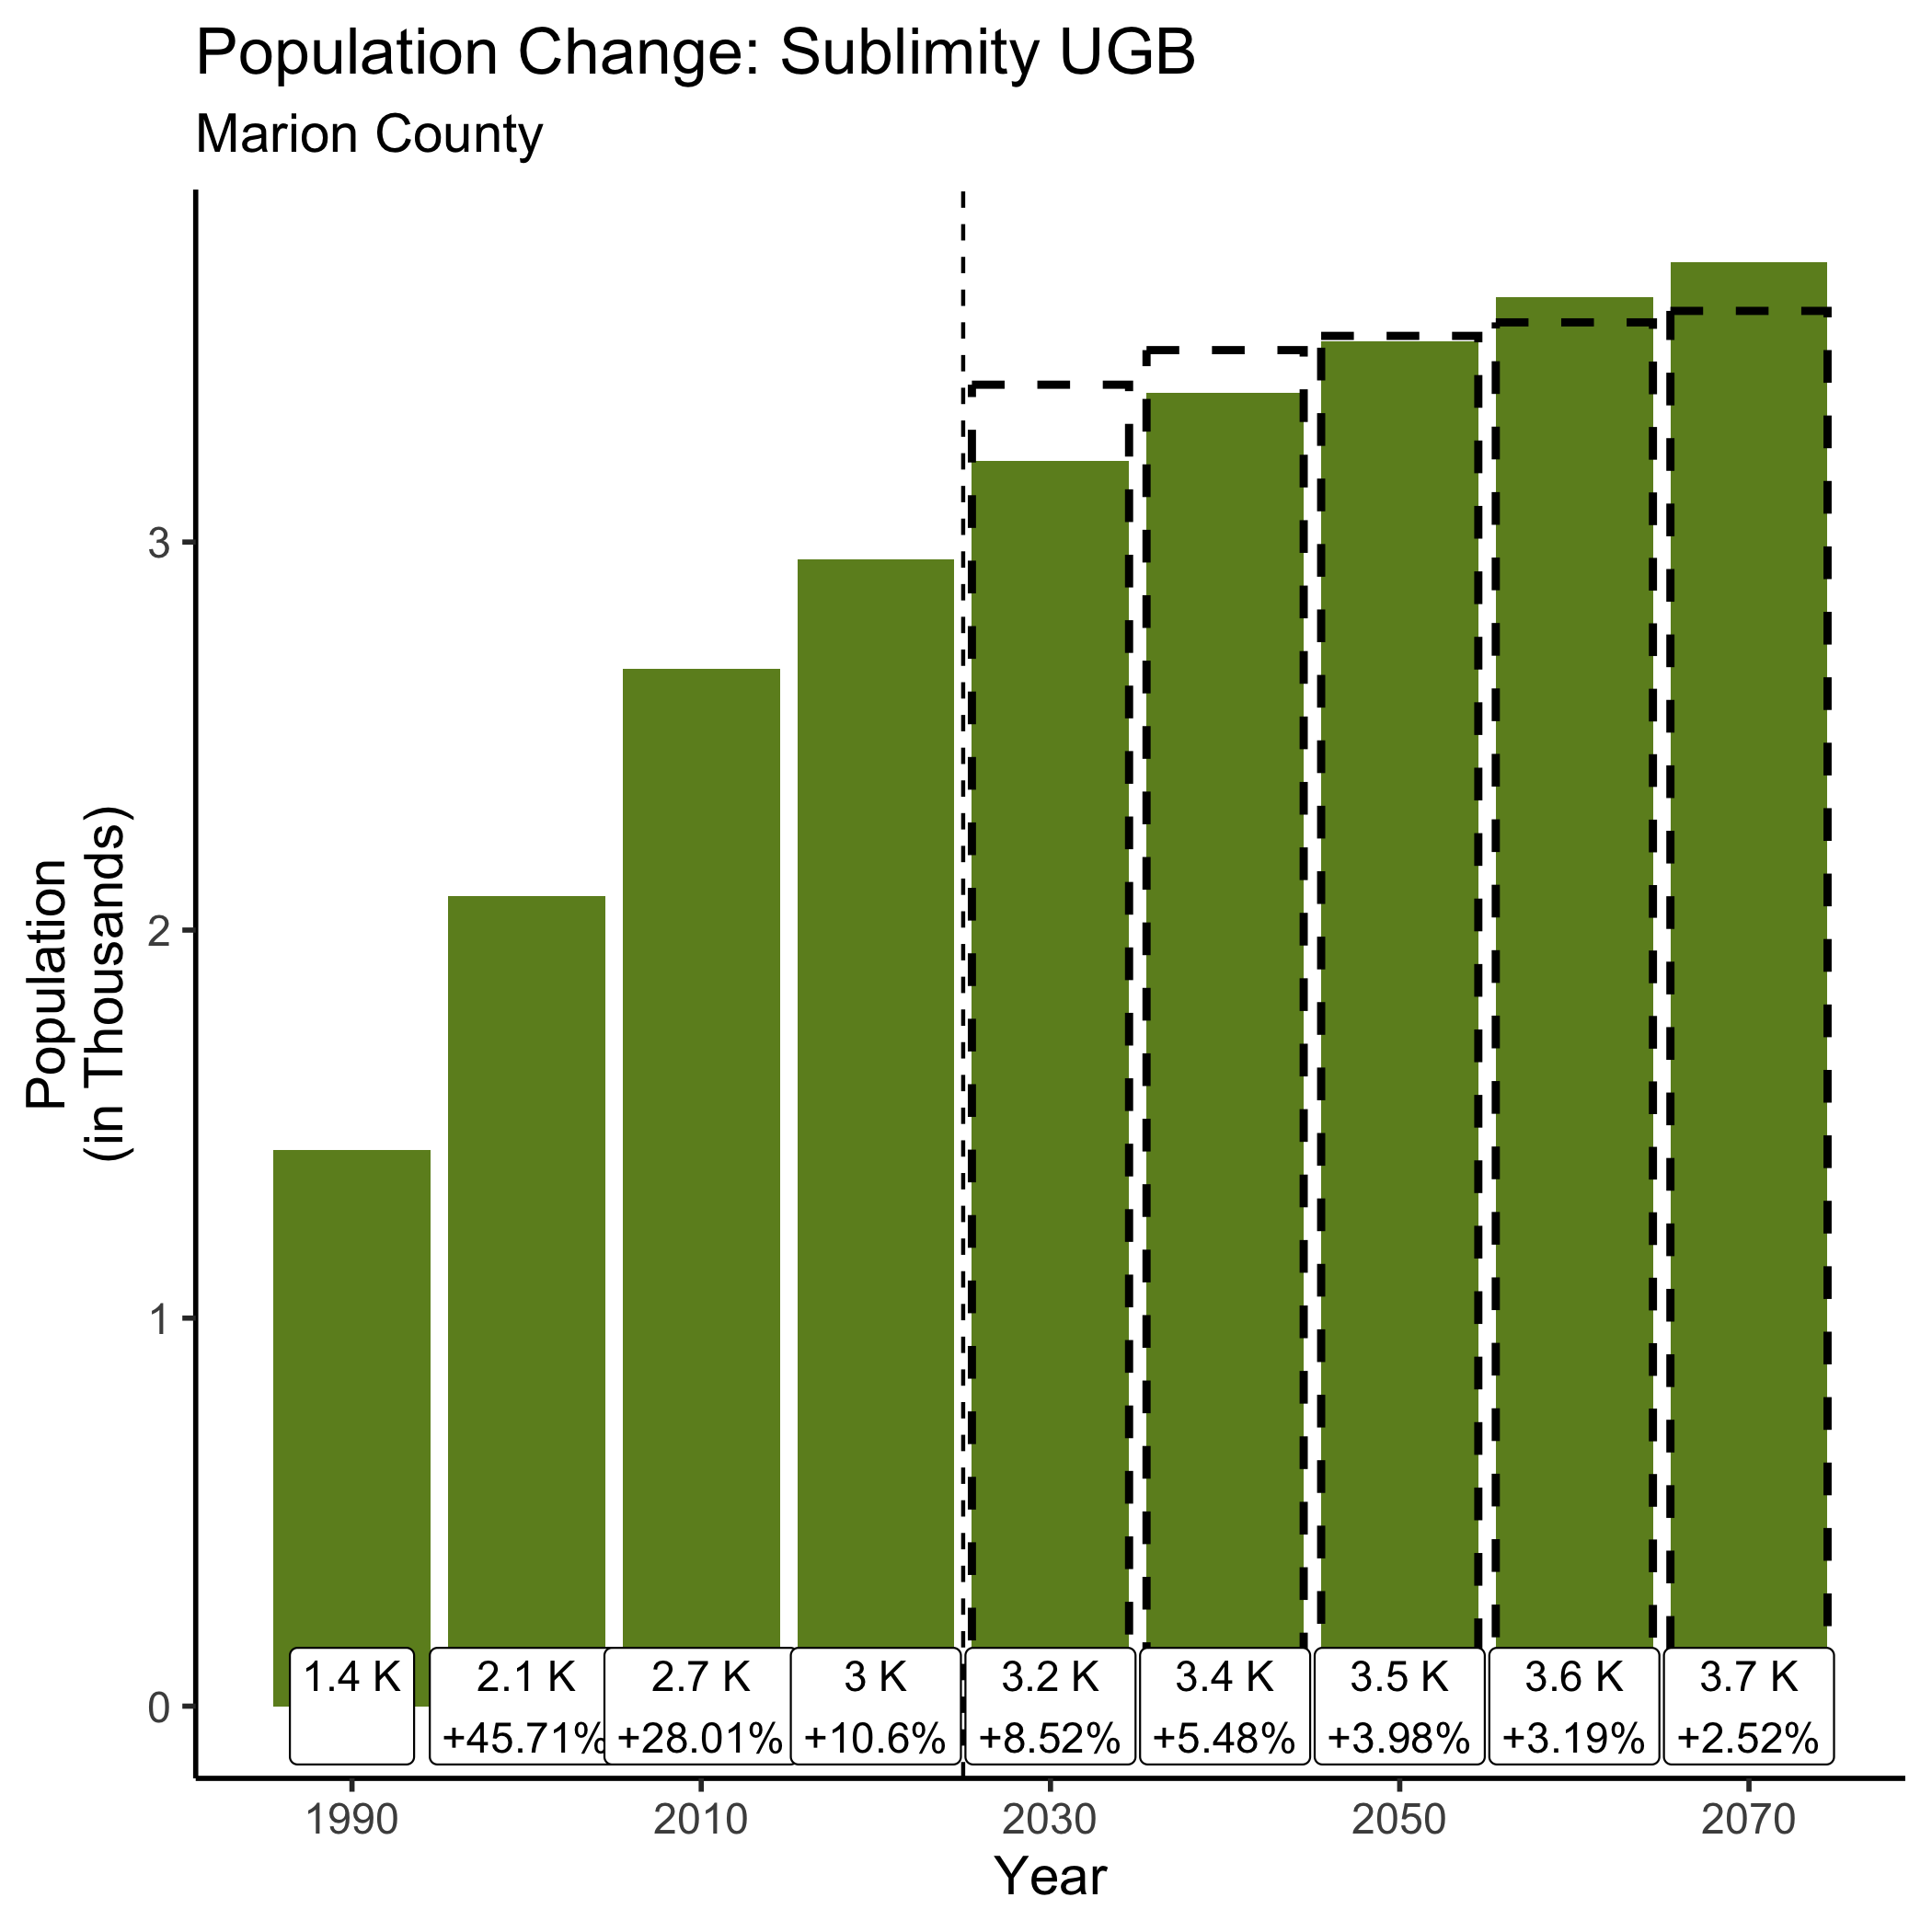 Population Change: Sublimity UGB
Marion County
Population
(in Thousands)
3
2
1
0
1.4 K
2.1 K
+45.71%
2.7 K
+28.01%
3 K
+10.6%
3.2 K
+8.52%
3.4 K
+5.48%
3.5 K
+3.98%
3.6 K
+3.19%
3.7 K
+2.52%
1990
2010
2030
2050
2070
Year